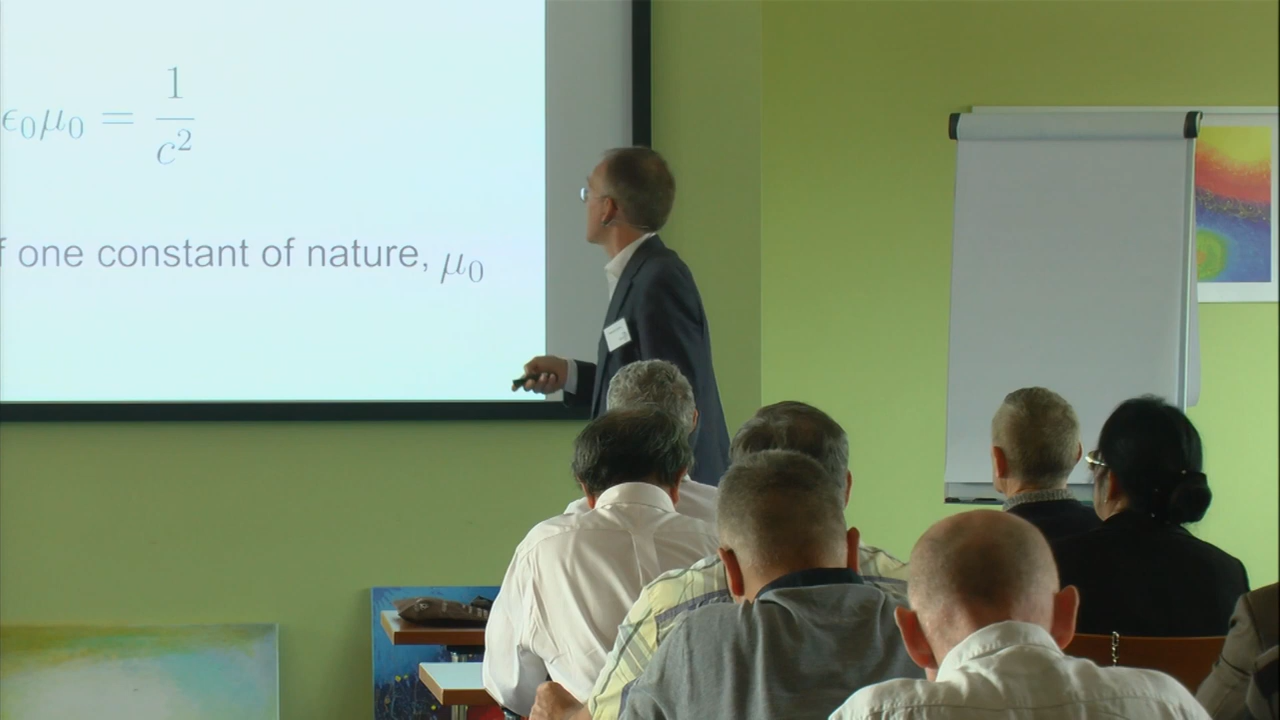 ϵ₀μ₀ = 1/c²
f one constant of nature, μ₀